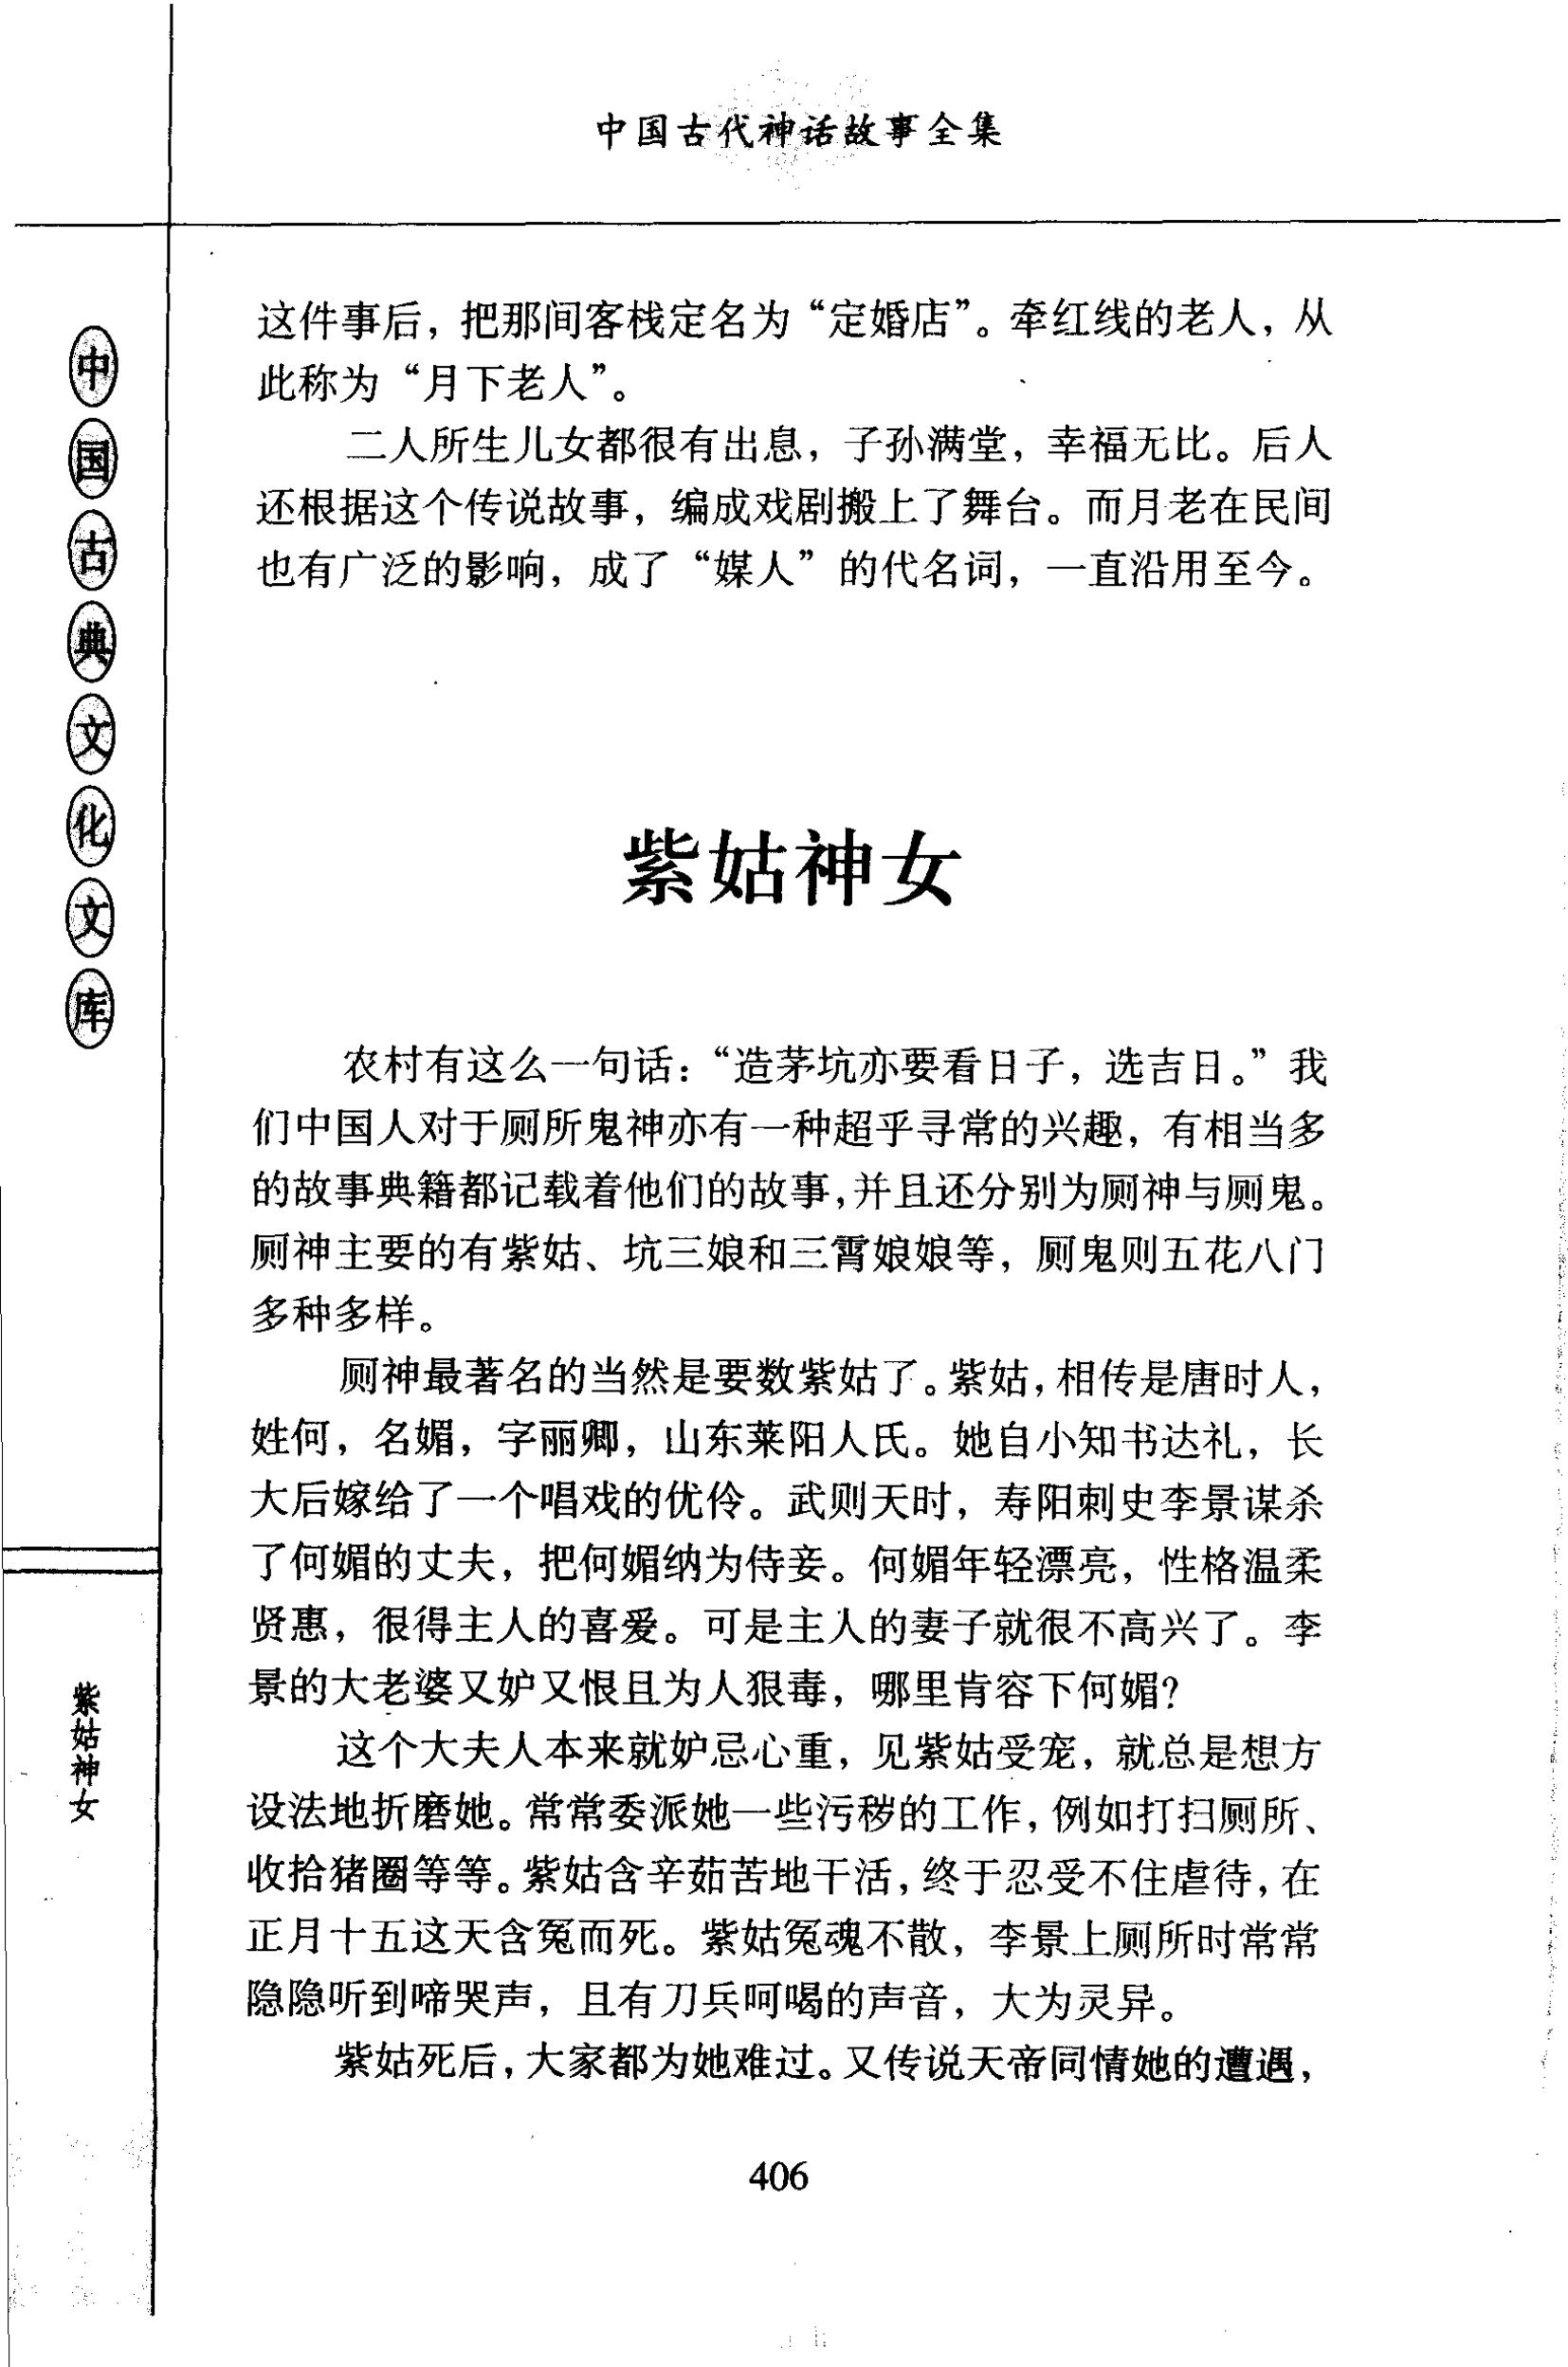 中国古代神话故事全集
中国古典文化文库
紫姑神女
这件事后，把那间客栈定名为“定婚店”。牵红线的老人，从
此称为“月下老人”。
二人所生儿女都很有出息，子孙满堂，幸福无比。后人
还根据这个传说故事，编成戏剧搬上了舞台。而月老在民间
也有广泛的影响，成了“媒人”的代名词，一直沿用至今。
紫姑神女
农村有这么一句话：“造茅坑亦要看日子，选吉日。”我
们中国人对于厕所鬼神亦有一种超乎寻常的兴趣，有相当多
的故事典籍都记载着他们的故事，并且还分别为厕神与厕鬼。
厕神主要的有紫姑、坑三娘和三霄娘娘等，厕鬼则五花八门
多种多样。
厕神最著名的当然是要数紫姑了。紫姑，相传是唐时人，
姓何，名媚，字丽卿，山东莱阳人氏。她自小知书达礼，长
大后嫁给了一个唱戏的优伶。武则天时，寿阳刺史李景谋杀
了何媚的丈夫，把何媚纳为侍妾。何媚年轻漂亮，性格温柔
贤惠，很得主人的喜爱。可是主人的妻子就很不高兴了。李
景的大老婆又妒又恨且为人狠毒，哪里肯容下何媚？
这个大夫人本来就妒忌心重，见紫姑受宠，就总是想方
设法地折磨她。常常委派她一些污秽的工作，例如打扫厕所、
收拾猪圈等等。紫姑含辛茹苦地干活，终于忍受不住虐待，在
正月十五这天含冤而死。紫姑冤魂不散，李景上厕所时常常
隐隐听到啼哭声，且有刀兵呵喝的声音，大为灵异。
紫姑死后，大家都为她难过。又传说天帝同情她的遭遇，
406